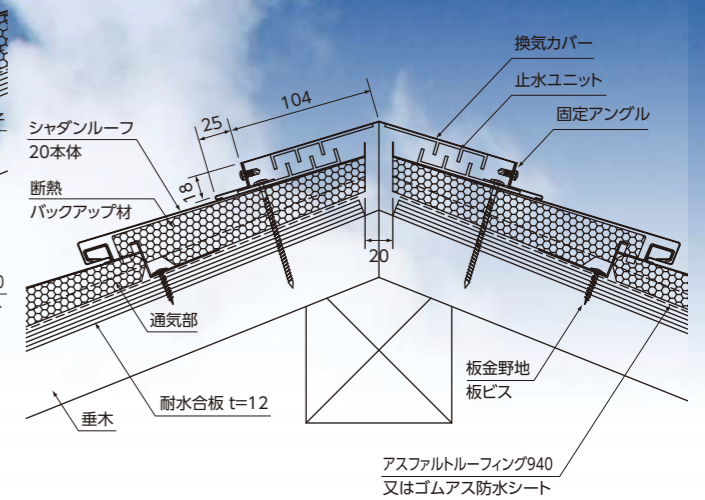 換気カバー
止水ユニット
固定アングル
104
25
18
シャダンルーフ
20本体
断熱
バックアップ材
20
通気部
耐水合板 t=12
垂木
板金野地
板ビス
アスファルトルーフィング940
又はゴムアス防水シート